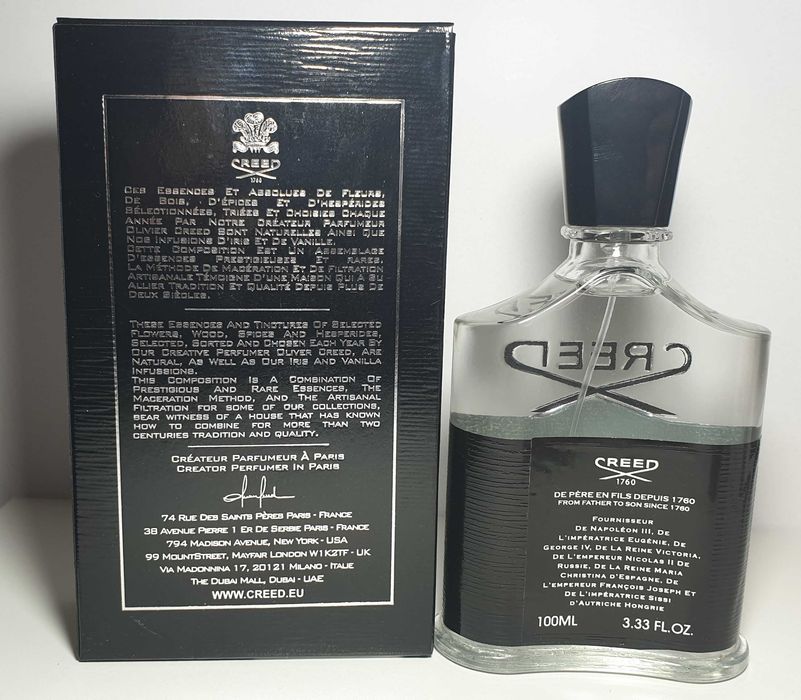 CREED
1760
Ces Essences Et Absolues De Fleurs,
De Bois, D'Épices Et D'Hespérides
Sélectionnées, Triées Et Choisies Chaque
Année Par Notre Créateur Parfumeur
Olivier Creed Sont Naturelles Ainsi Que
Nos Infusions D'Iris Et De Vanille.
Cette Composition Est Un Assemblage
D'Essences Prestigieuses Et Rares.
La Méthode De Macération Et De Filtration
Artisanale Témoigne D'Une Maison Qui A Su
Allier Tradition Et Qualité Depuis Plus De
Deux Siècles.
These Essences And Tinctures Of Selected
Flowers, Wood, Spices And Hesperides,
Selected, Sorted And Chosen Each Year By
Our Creative Perfumer Oliver Creed, Are
Natural, As Well As Our Iris And Vanilla
Infussions.
This Composition Is A Combination Of
Prestigious And Rare Essences, The
Maceration Method, And The Artisanal
Filtration For Some Of Our Collections,
Bear Witness Of A House That Has Known
How To Combine For More Than Two
Centuries Tradition And Quality.
Créateur Parfumeur À Paris
Creator Perfumer In Paris
74 Rue Des Saints Pères Paris - France
38 Avenue Pierre 1 Er De Serbie Paris - France
794 Madison Avenue, New York - USA
99 MountStreet, Mayfair London W1K2TF - UK
Via Madonnina 17, 20121 Milano - Italie
The Dubai Mall, Dubai - UAE
WWW.CREED.EU
CREED
CREED
1760
DE PÈRE EN FILS DEPUIS 1760
FROM FATHER TO SON SINCE 1760
Fournisseur
de Napoléon III, de
L'impératrice Eugénie, de
George IV, de la Reine Victoria,
de L'empereur Nicolas II de
Russie, de la Reine Maria
Christina d'Espagne, de
L'empereur François Joseph et
de L'impératrice Sissi
d'Autriche Hongrie
100ML 3.33 FL.OZ.